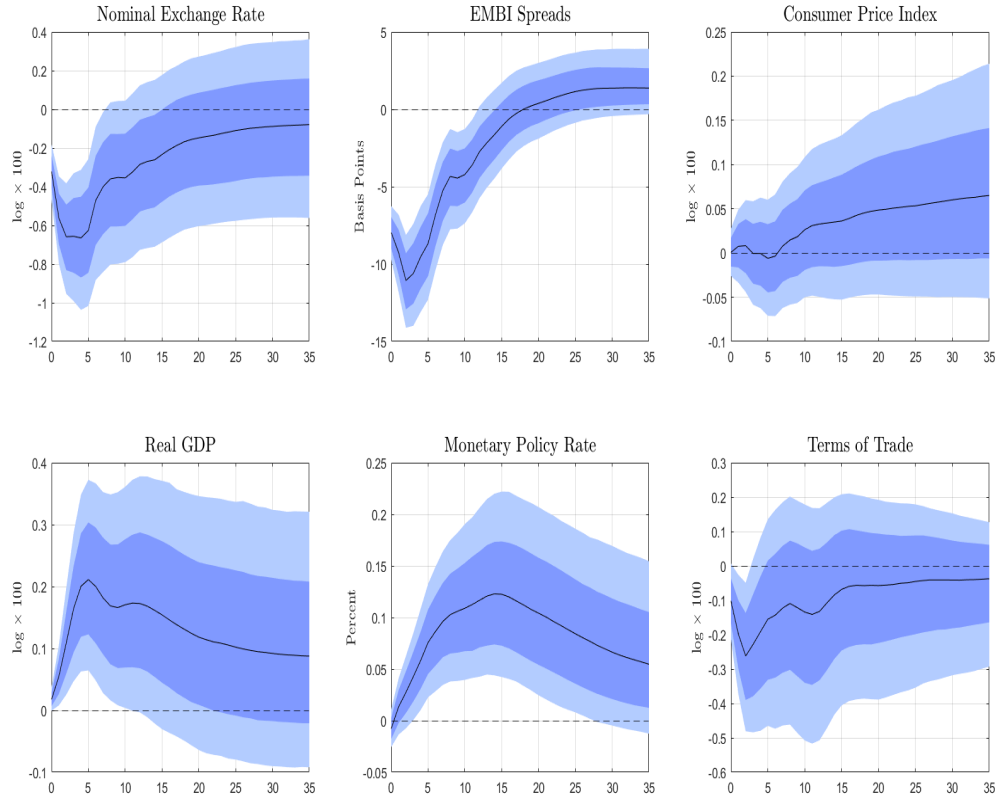 Nominal Exchange Rate
EMBI Spreads
Consumer Price Index
log × 100
0.4
0.2
0
-0.2
-0.4
-0.6
-0.8
-1
-1.2
0 5 10 15 20 25 30 35
Basis Points
5
0
-5
-10
-15
0 5 10 15 20 25 30 35
log × 100
0.25
0.2
0.15
0.1
0.05
0
-0.05
-0.1
0 5 10 15 20 25 30 35
Real GDP
Monetary Policy Rate
Terms of Trade
log × 100
0.4
0.3
0.2
0.1
0
-0.1
0 5 10 15 20 25 30 35
Percent
0.25
0.2
0.15
0.1
0.05
0
-0.05
0 5 10 15 20 25 30 35
log × 100
0.3
0.2
0.1
0
-0.1
-0.2
-0.3
-0.4
-0.5
-0.6
0 5 10 15 20 25 30 35